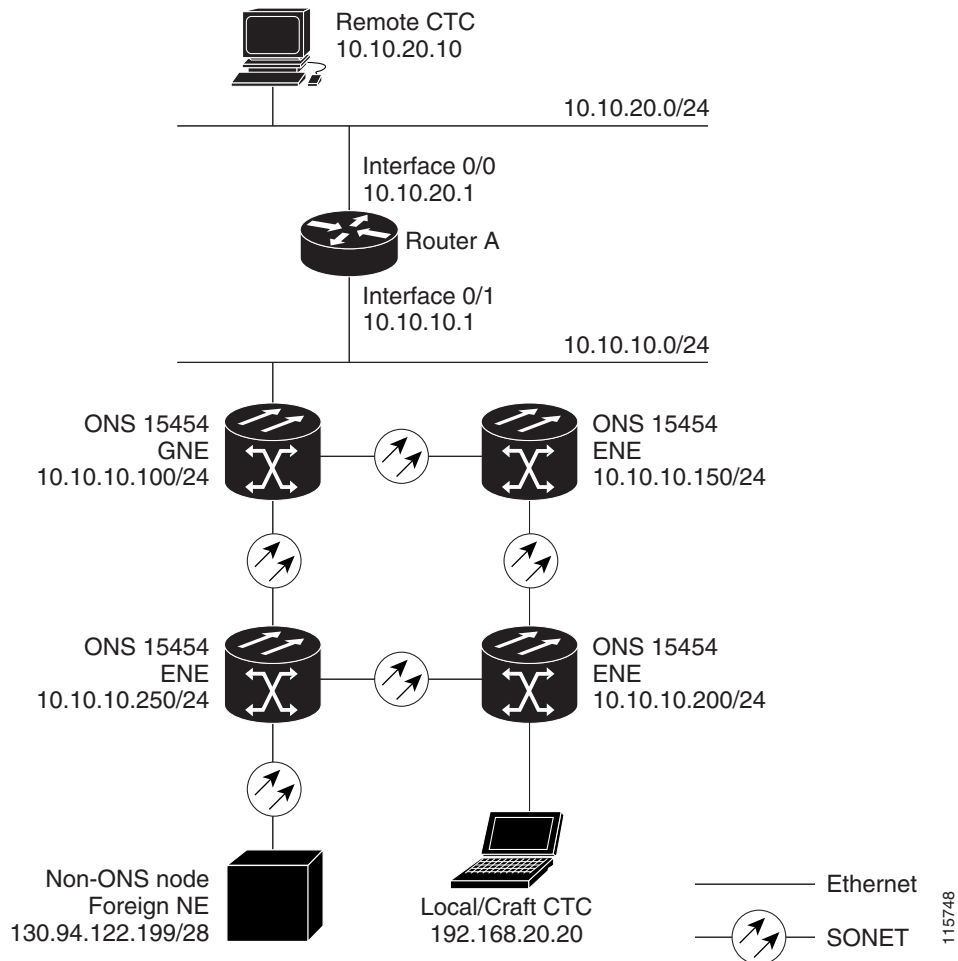 Remote CTC
10.10.20.10
10.10.20.0/24
Interface 0/0
10.10.20.1
Router A
Interface 0/1
10.10.10.1
10.10.10.0/24
ONS 15454
GNE
10.10.10.100/24
ONS 15454
ENE
10.10.10.150/24
ONS 15454
ENE
10.10.10.250/24
ONS 15454
ENE
10.10.10.200/24
Non-ONS node
Foreign NE
130.94.122.199/28
Local/Craft CTC
192.168.20.20
Ethernet
SONET
115748